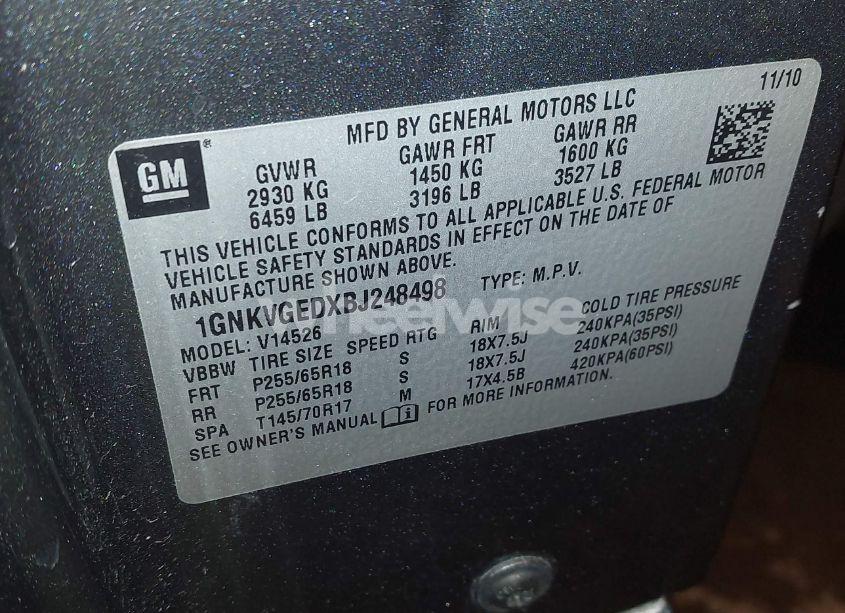 11/10
MFD BY GENERAL MOTORS LLC
GM®
GVWR GAWR FRT GAWR RR
2930 KG 1450 KG 1600 KG
6459 LB 3196 LB 3527 LB
THIS VEHICLE CONFORMS TO ALL APPLICABLE U.S. FEDERAL MOTOR
VEHICLE SAFETY STANDARDS IN EFFECT ON THE DATE OF
MANUFACTURE SHOWN ABOVE.
1GNKVGEDXBJ248498 TYPE: M.P.V.
wheelwise
MODEL: V14526
VBBW TIRE SIZE SPEED RTG RIM COLD TIRE PRESSURE
FRT P255/65R18 S 18X7.5J 240KPA(35PSI)
RR P255/65R18 S 18X7.5J 240KPA(35PSI)
SPA T145/70R17 M 17X4.5B 420KPA(60PSI)
SEE OWNER'S MANUAL FOR MORE INFORMATION.